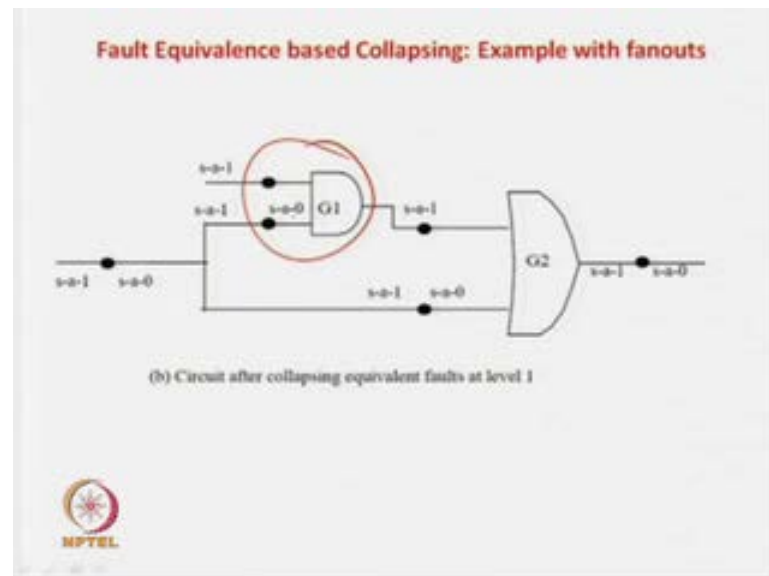 Fault Equivalence based Collapsing: Example with fanouts
s-a-1
s-a-1 s-a-0 G1 s-a-1
G2
s-a-1 s-a-0 s-a-1 s-a-0
s-a-1 s-a-0
(b) Circuit after collapsing equivalent faults at level 1
NPTEL